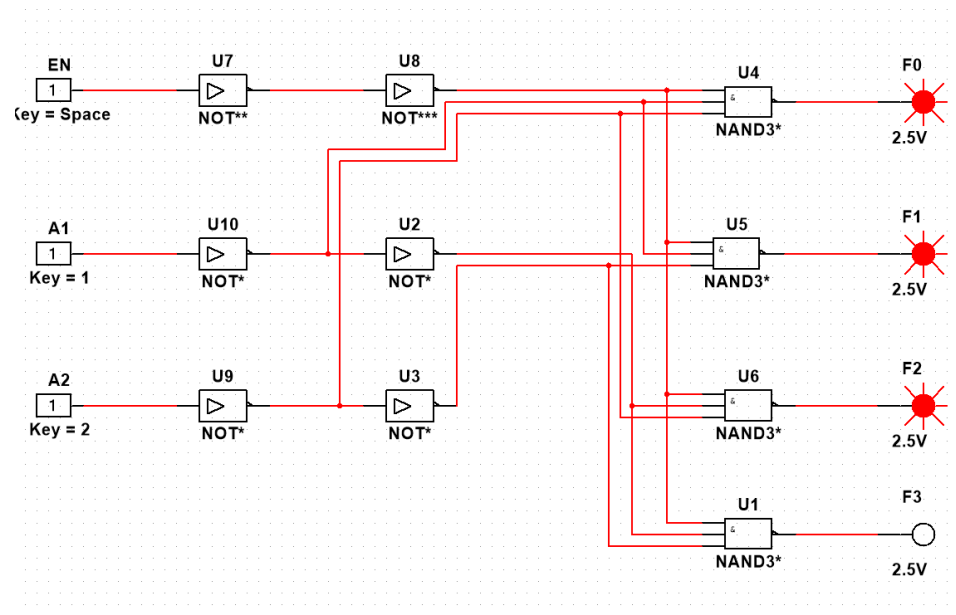 EN
1
Key = Space
U7
NOT**
U8
NOT***
U4
&
NAND3*
F0
2.5V
A1
1
Key = 1
U10
NOT*
U2
NOT*
U5
&
NAND3*
F1
2.5V
A2
1
Key = 2
U9
NOT*
U3
NOT*
U6
&
NAND3*
F2
2.5V
U1
&
NAND3*
F3
2.5V